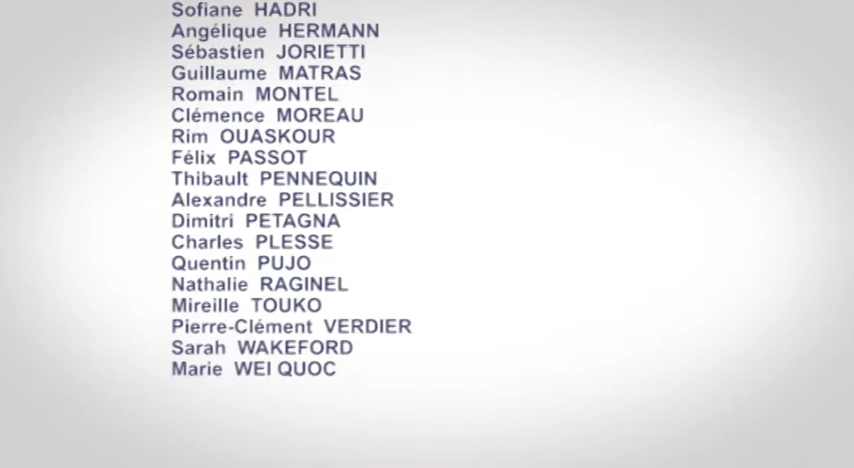 Sofiane HADRI
Angélique HERMANN
Sébastien JORIETTI
Guillaume MATRAS
Romain MONTEL
Clémence MOREAU
Rim OUASKOUR
Félix PASSOT
Thibault PENNEQUIN
Alexandre PELLISSIER
Dimitri PETAGNA
Charles PLESSE
Quentin PUJO
Nathalie RAGINEL
Mireille TOUKO
Pierre-Clément VERDIER
Sarah WAKEFORD
Marie WEI QUOC